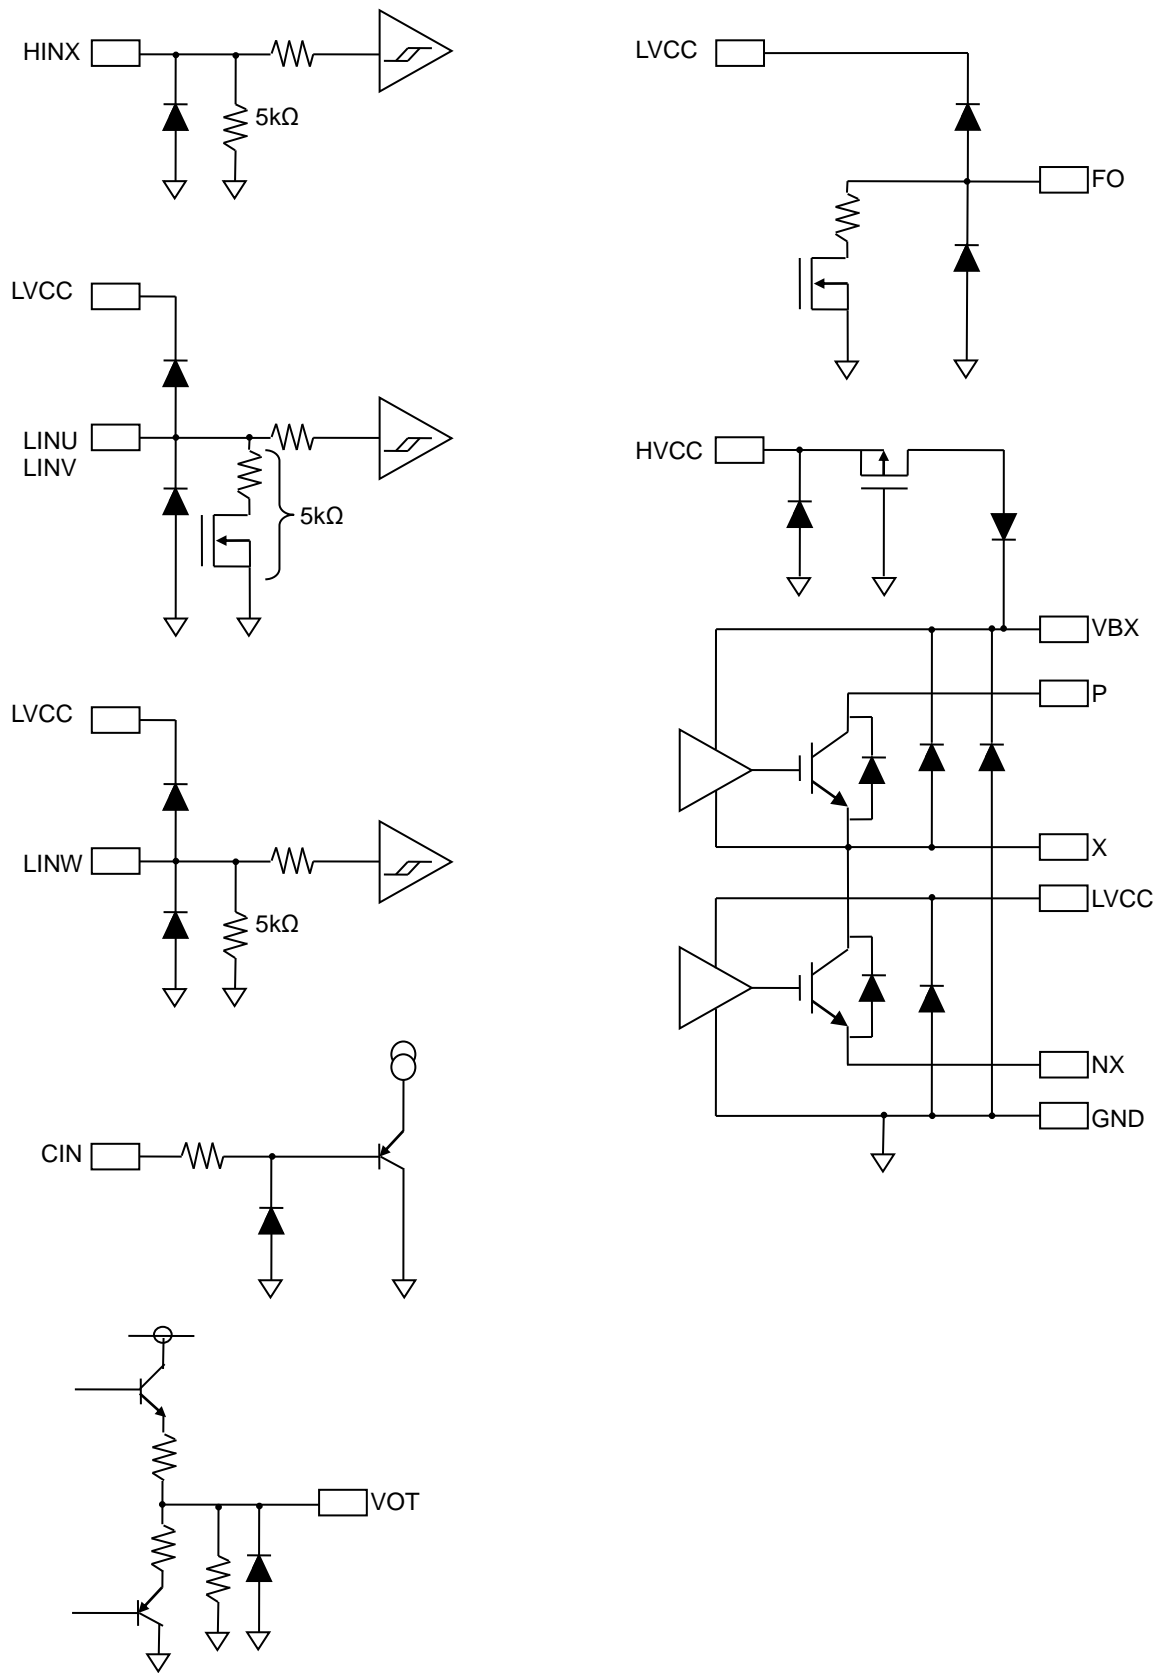 HINX
5kΩ
LVCC
LINU
LINV
5kΩ
LVCC
LINW
5kΩ
CIN
VOT
LVCC
FO
HVCC
VBX
P
X
LVCC
NX
GND